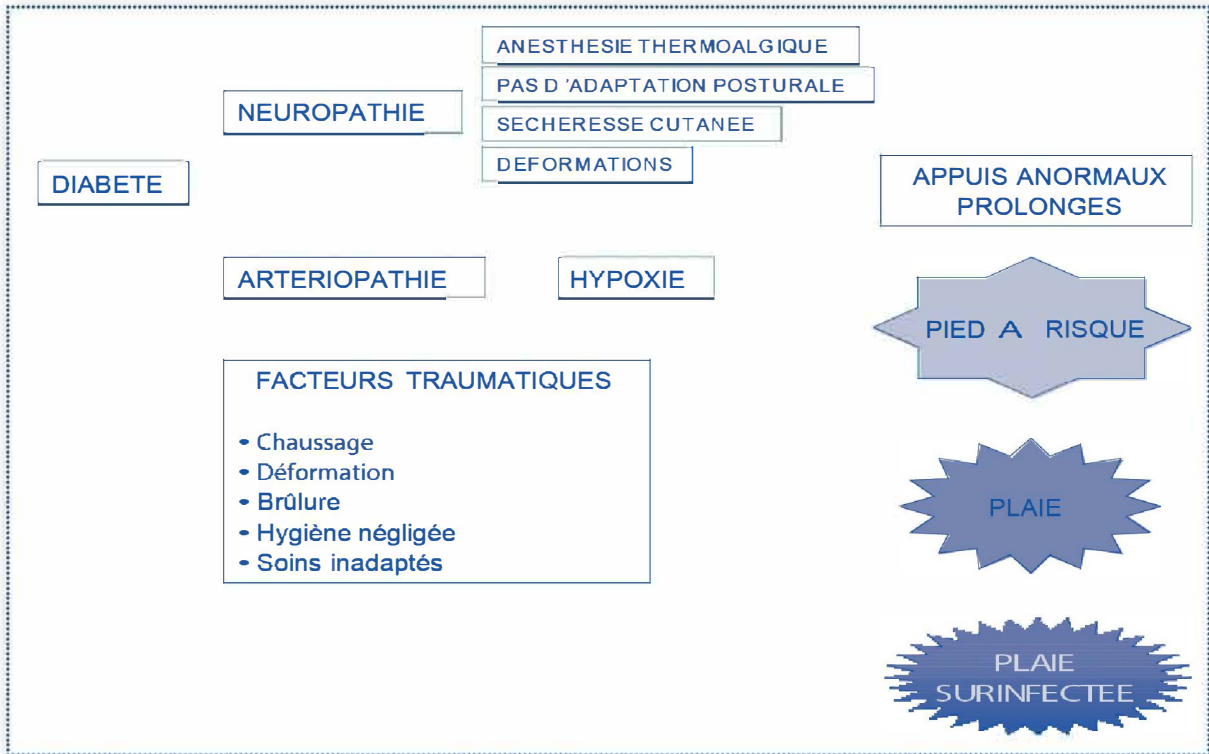 ANESTHESIE THERMOALGIQUE
PAS D'ADAPTATION POSTURALE
NEUROPATHIE
SECHERESSE CUTANEE
DEFORMATIONS
DIABETE
APPUIS ANORMAUX
PROLONGES
ARTERIOPATHIE
HYPOXIE
PIED A RISQUE
FACTEURS TRAUMATIQUES
• Chaussage
• Déformation
• Brûlure
• Hygiène négligée
• Soins inadaptés
PLAIE
PLAIE
SURINFECTEE